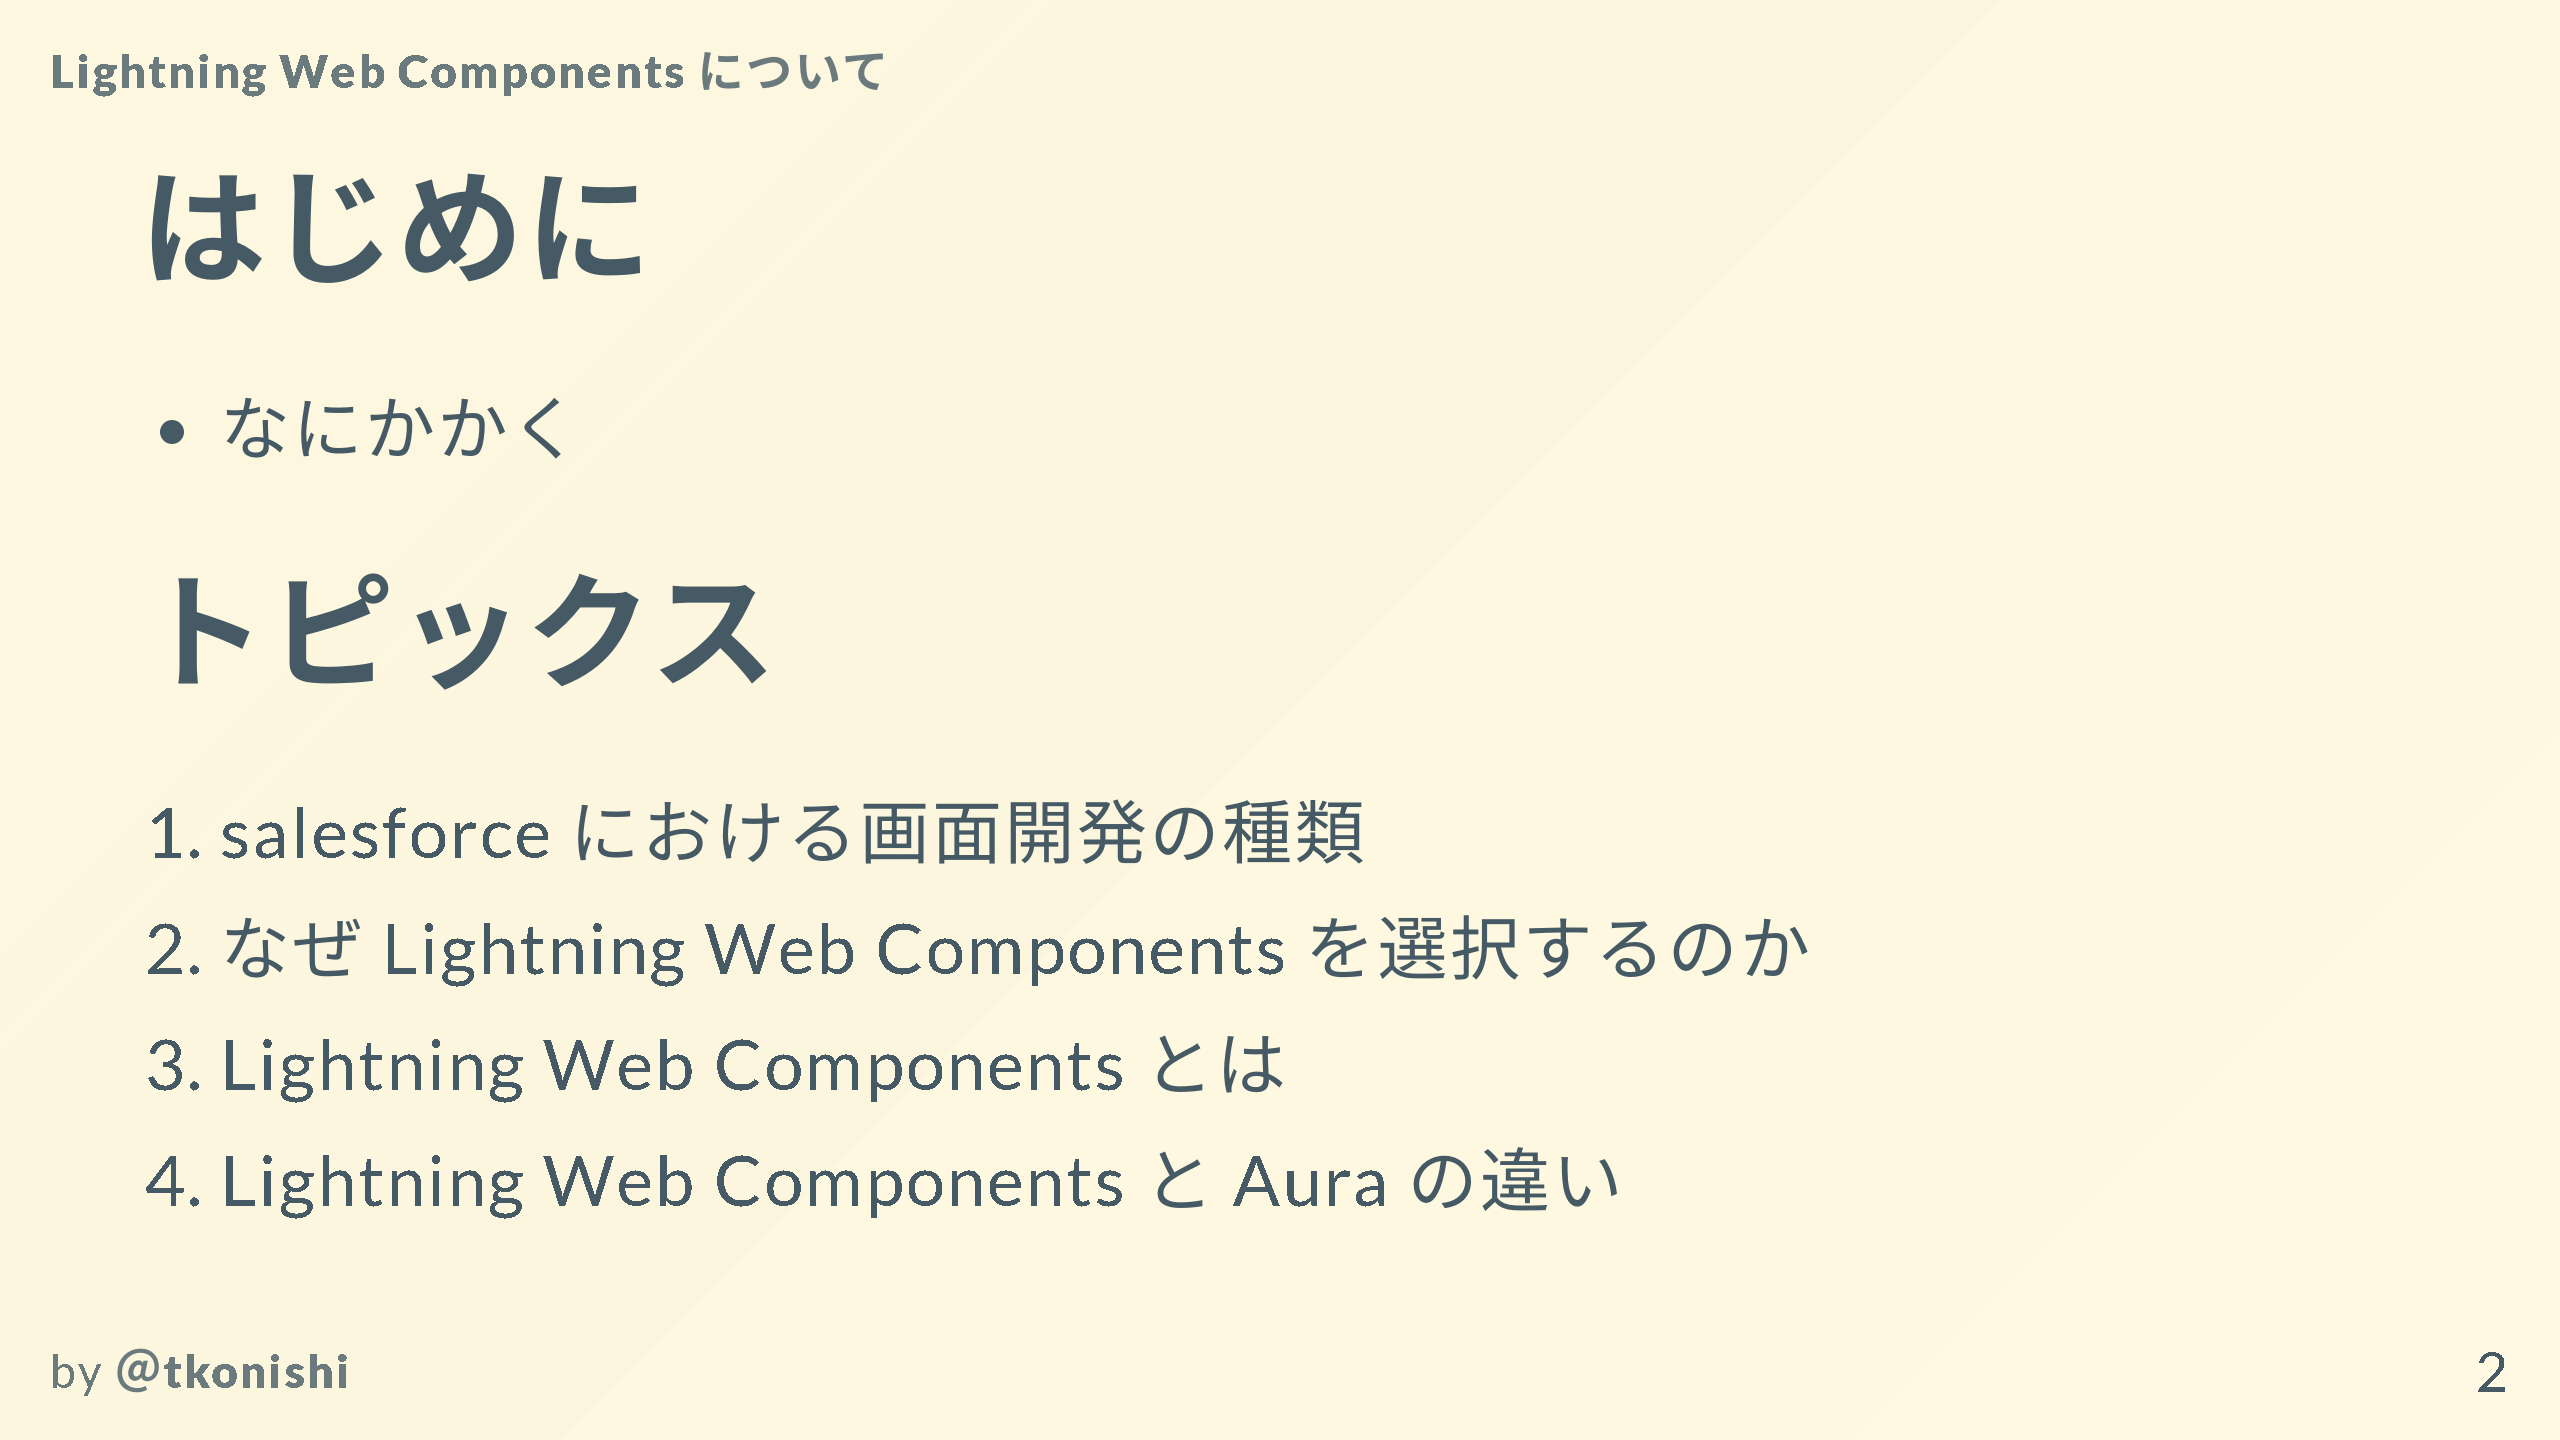 Lightning Web Components について
はじめに
• なにかかく
トピックス
1. salesforce における画面開発の種類
2. なぜ Lightning Web Components を選択するのか
3. Lightning Web Components とは
4. Lightning Web Components と Aura の違い
by @tkonishi
2